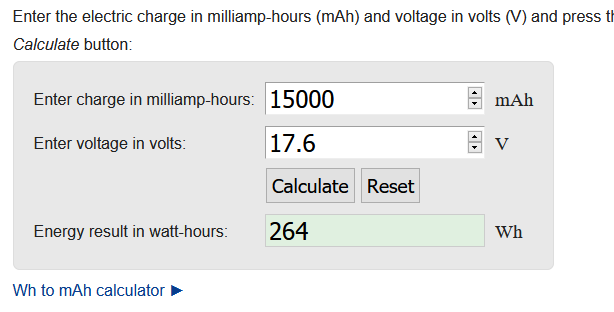 Enter the electric charge in milliamp-hours (mAh) and voltage in volts (V) and press
Calculate button:
Enter charge in milliamp-hours: 15000 mAh
Enter voltage in volts: 17.6 V
Calculate Reset
Energy result in watt-hours: 264 Wh
Wh to mAh calculator ►